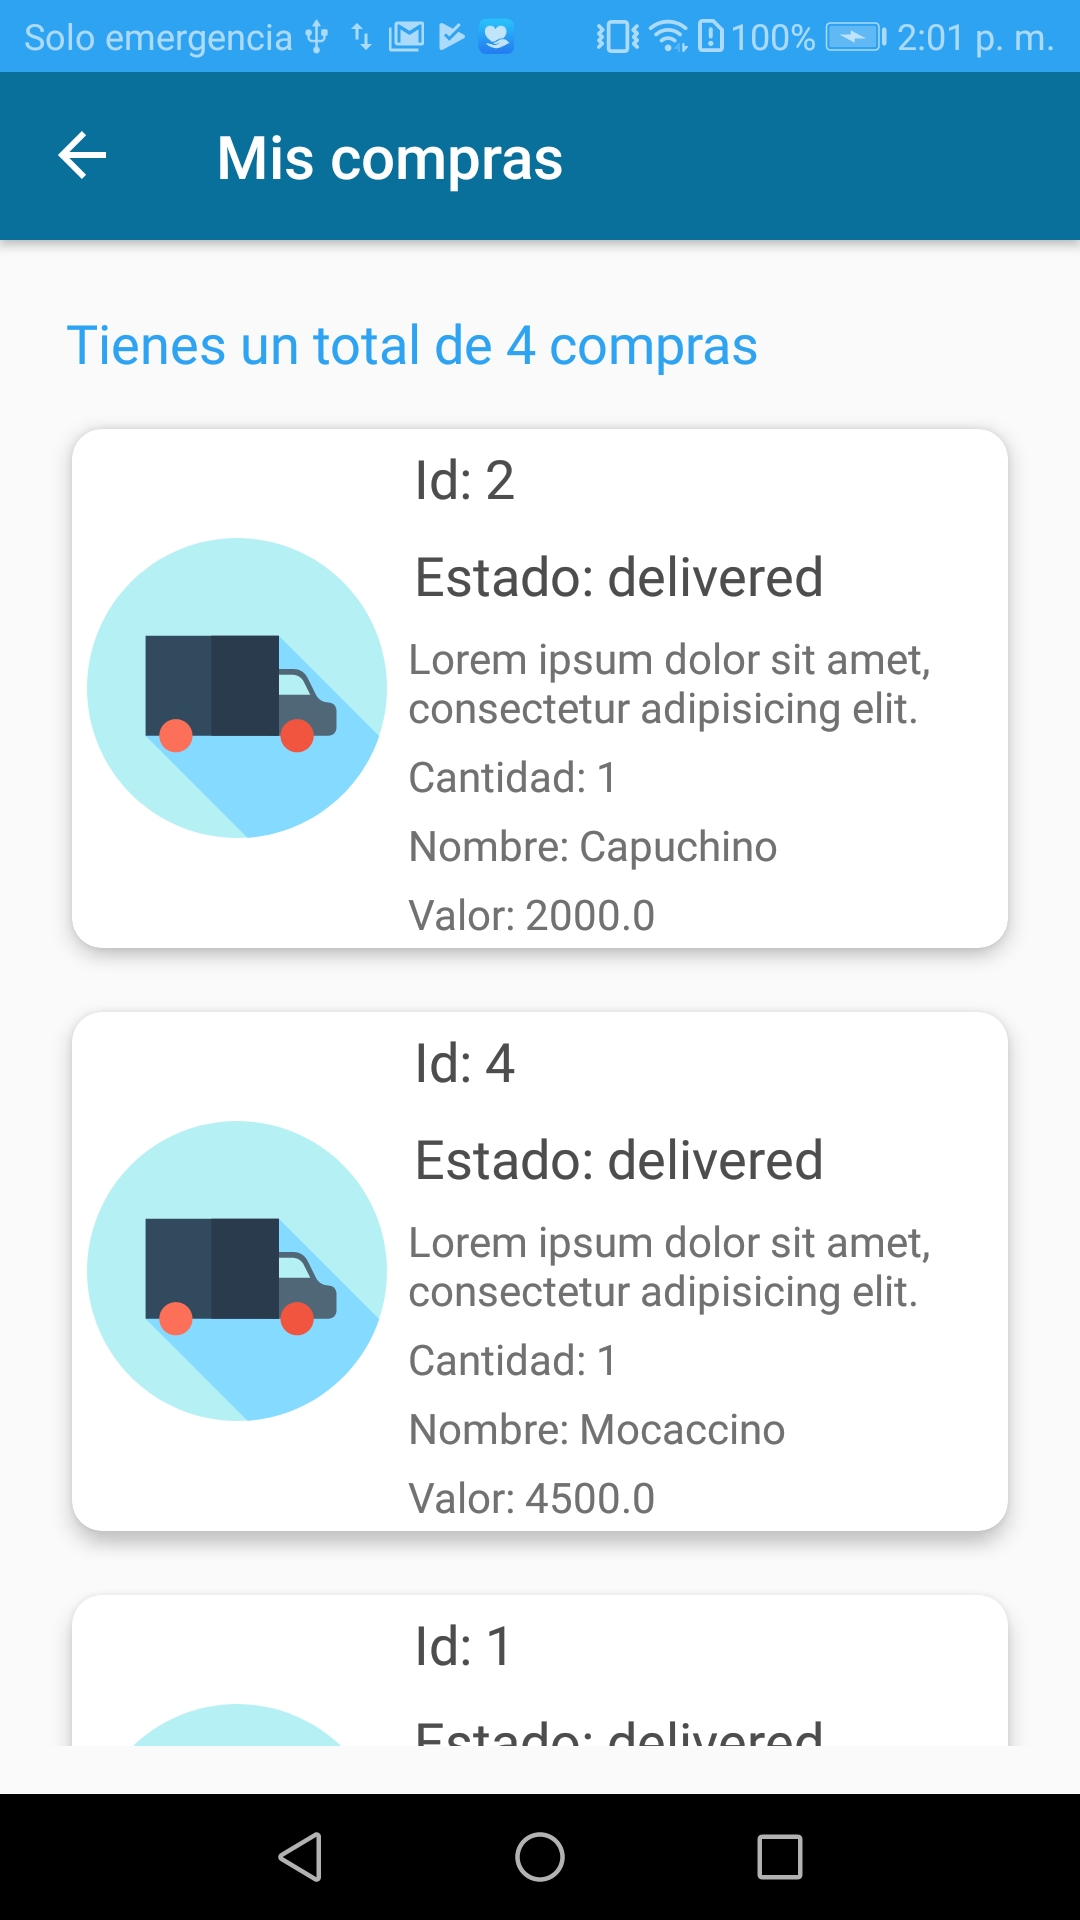 Solo emergencia 100% 2:01 p. m.
Mis compras
Tienes un total de 4 compras
Id: 2
Estado: delivered
Lorem ipsum dolor sit amet,
consectetur adipisicing elit.
Cantidad: 1
Nombre: Capuchino
Valor: 2000.0
Id: 4
Estado: delivered
Lorem ipsum dolor sit amet,
consectetur adipisicing elit.
Cantidad: 1
Nombre: Mocaccino
Valor: 4500.0
Id: 1
Estado: delivered